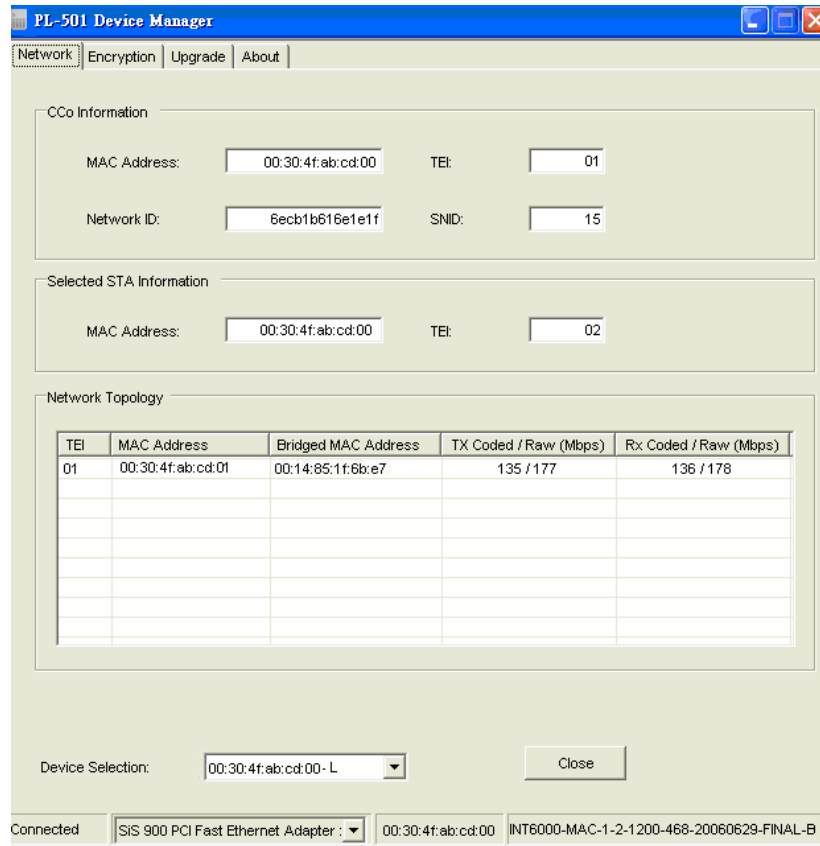 PL-501 Device Manager
Network Encryption Upgrade About
CCo Information
MAC Address: 00:30:4f:ab:cd:00 TEI: 01
Network ID: 6ecb1b616e1e1f SNID: 15
Selected STA Information
MAC Address: 00:30:4f:ab:cd:00 TEI: 02
Network Topology
TEI MAC Address Bridged MAC Address TX Coded / Raw (Mbps) Rx Coded / Raw (Mbps)
01 00:30:4f:ab:cd:01 00:14:85:1f:6b:e7 135 / 177 136 / 178
Device Selection: 00:30:4f:ab:cd:00 - L Close
Connected SiS 900 PCI Fast Ethernet Adapter : 00:30:4f:ab:cd:00 INT6000-MAC-1-2-1200-468-20060629-FINAL-B